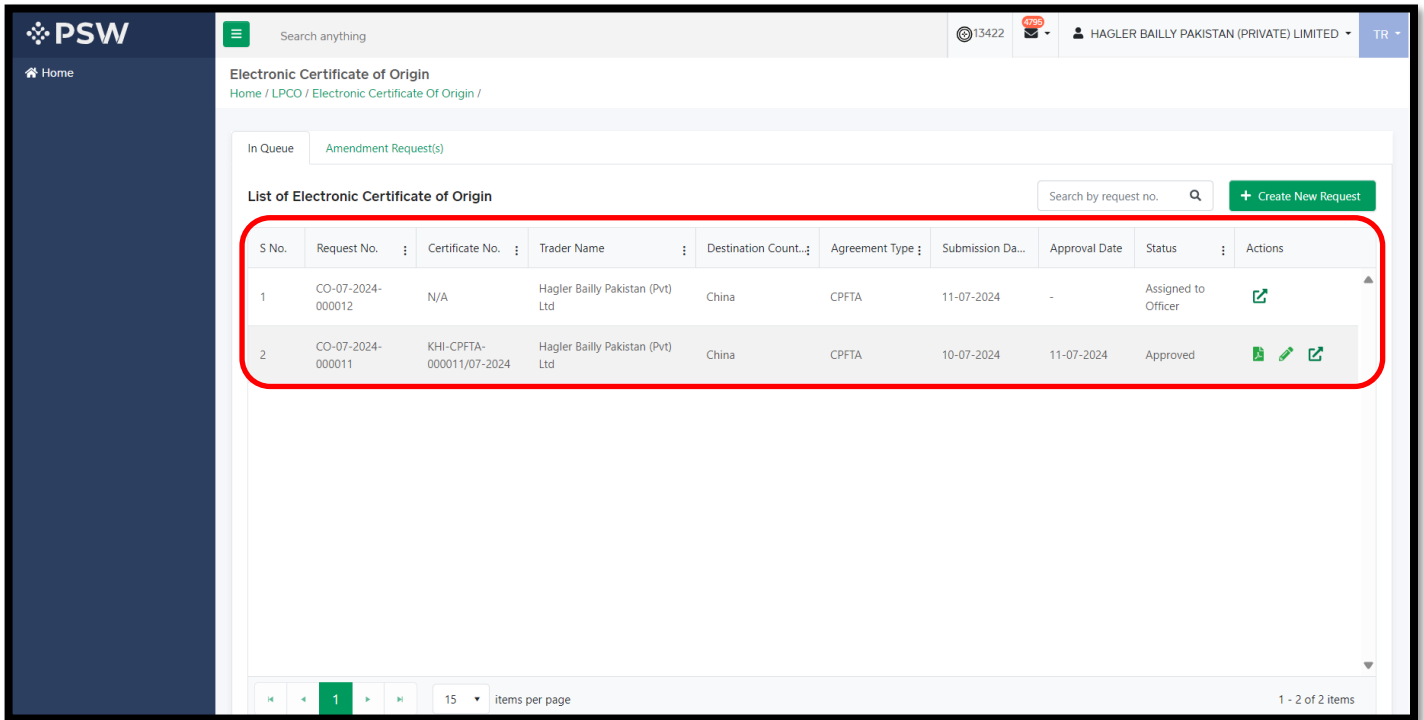 PSW
Search anything
13422
4795
HAGLER BAILLY PAKISTAN (PRIVATE) LIMITED
TR
Home
Electronic Certificate of Origin
Home / LPCO / Electronic Certificate Of Origin /
In Queue
Amendment Request(s)
List of Electronic Certificate of Origin
Search by request no.
+ Create New Request
S No. Request No. Certificate No. Trader Name Destination Count... Agreement Type Submission Da... Approval Date Status Actions
1 CO-07-2024-000012 N/A Hagler Bailly Pakistan (Pvt) Ltd China CPFTA 11-07-2024 - Assigned to Officer
2 CO-07-2024-000011 KHI-CPFTA-000011/07-2024 Hagler Bailly Pakistan (Pvt) Ltd China CPFTA 10-07-2024 11-07-2024 Approved
1 15 items per page 1 - 2 of 2 items